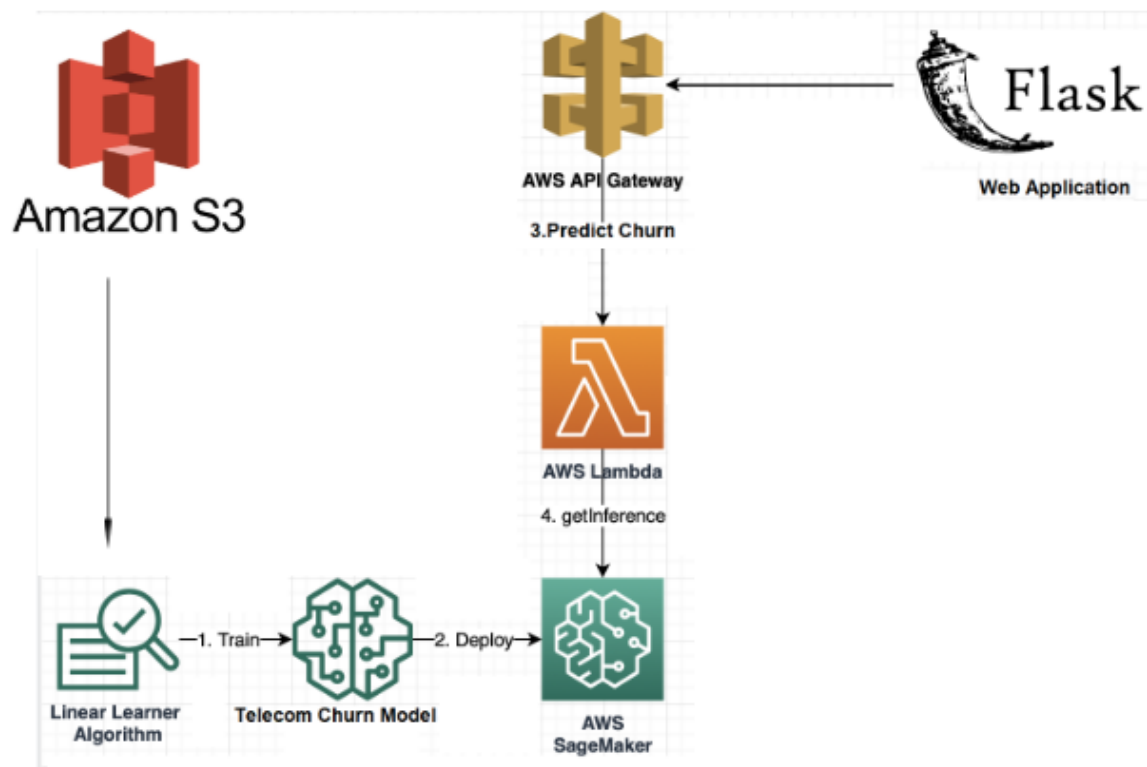 Amazon S3
AWS API Gateway
3.Predict Churn
Flask
Web Application
AWS Lambda
4. getInference
Linear Learner
Algorithm
1. Train
Telecom Churn Model
2. Deploy
AWS
SageMaker